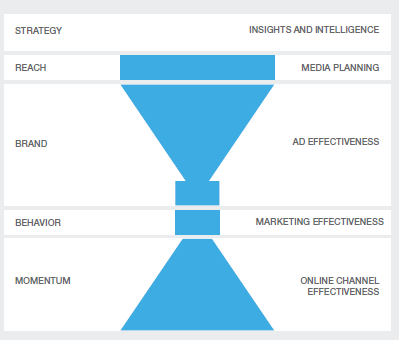 STRATEGY
INSIGHTS AND INTELLIGENCE
REACH
MEDIA PLANNING
BRAND
AD EFFECTIVENESS
BEHAVIOR
MARKETING EFFECTIVENESS
MOMENTUM
ONLINE CHANNEL
EFFECTIVENESS